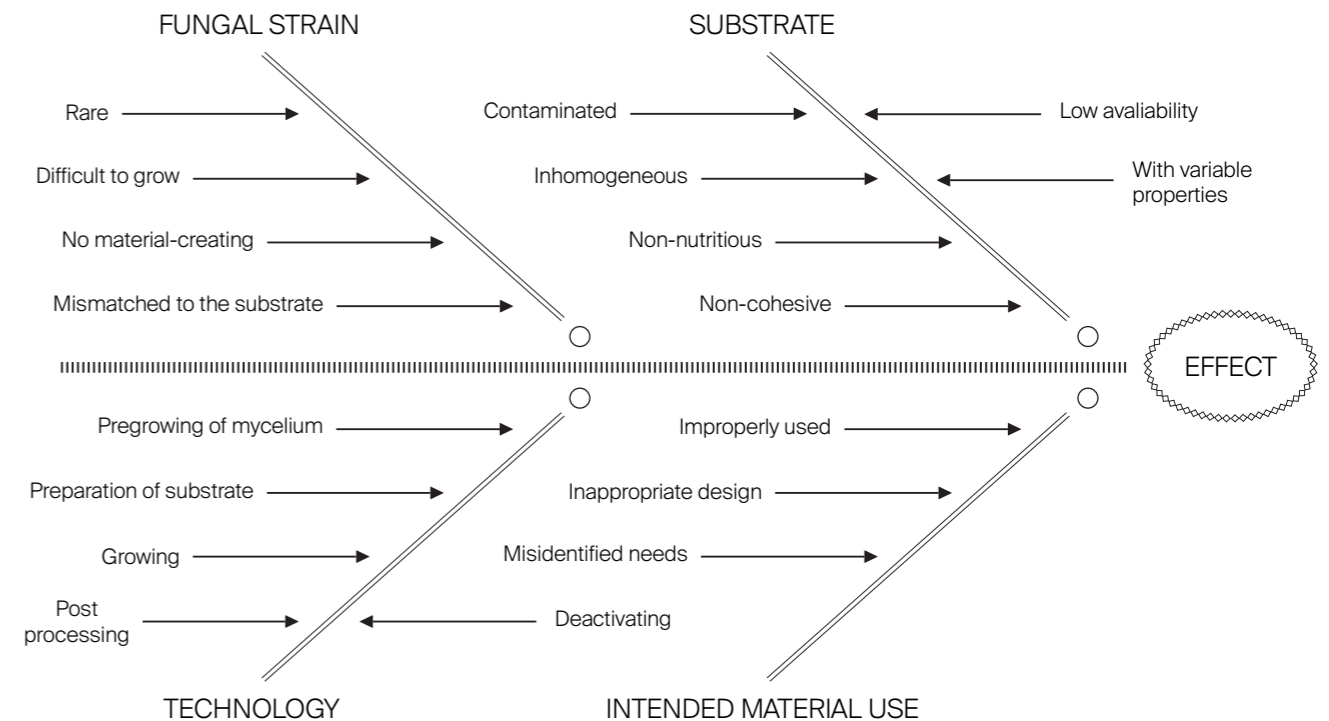 FUNGAL STRAIN
SUBSTRATE
Rare
Contaminated
Low avaliability
Difficult to grow
Inhomogeneous
With variable
properties
No material-creating
Non-nutritious
Mismatched to the substrate
Non-cohesive
EFFECT
Pregrowing of mycelium
Improperly used
Preparation of substrate
Inappropriate design
Growing
Misidentified needs
Post
processing
Deactivating
TECHNOLOGY
INTENDED MATERIAL USE